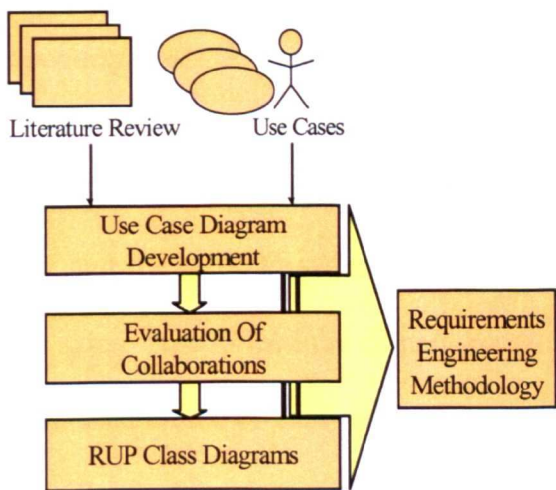 Literature Review
Use Cases
Use Case Diagram
Development
Evaluation Of
Collaborations
RUP Class Diagrams
Requirements
Engineering
Methodology